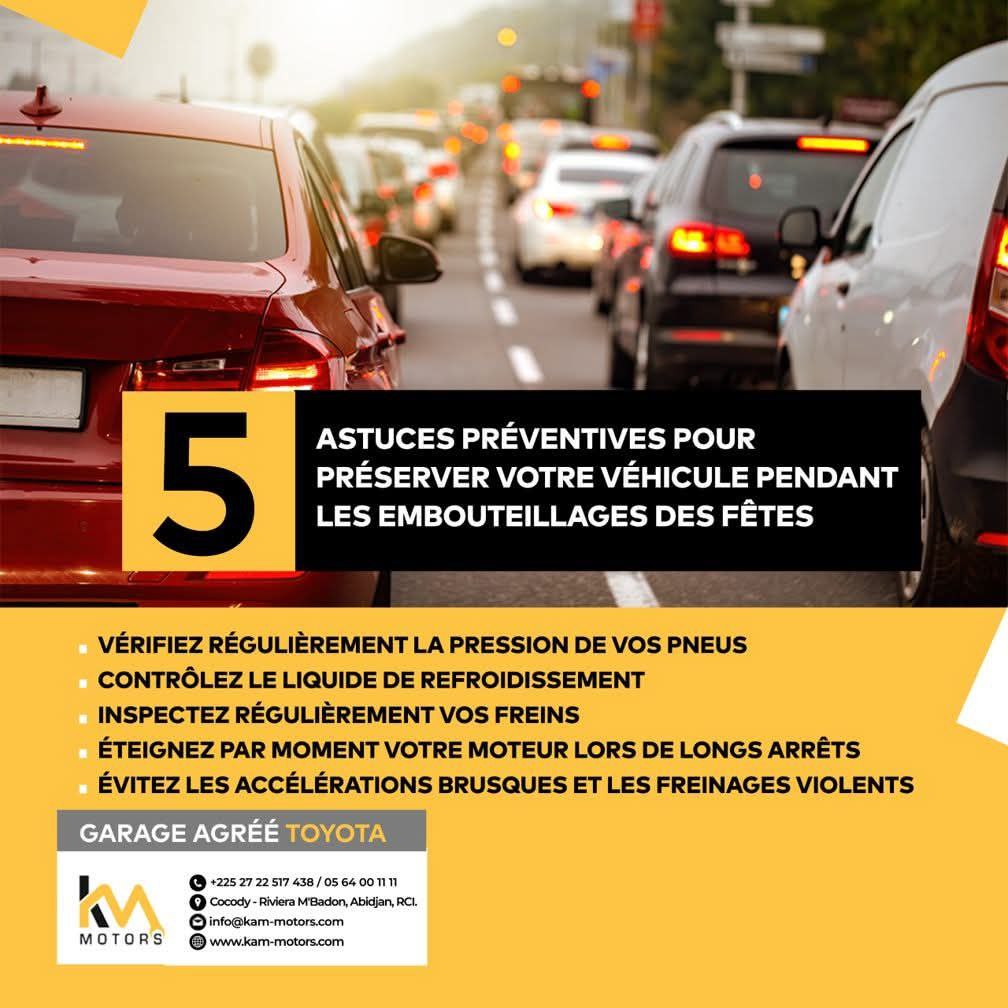 5
ASTUCES PRÉVENTIVES POUR
PRÉSERVER VOTRE VÉHICULE PENDANT
LES EMBOUTEILLAGES DES FÊTES
VÉRIFIEZ RÉGULIÈREMENT LA PRESSION DE VOS PNEUS
CONTRÔLEZ LE LIQUIDE DE REFROIDISSEMENT
INSPECTEZ RÉGULIÈREMENT VOS FREINS
ÉTEIGNEZ PAR MOMENT VOTRE MOTEUR LORS DE LONGS ARRÊTS
ÉVITEZ LES ACCÉLÉRATIONS BRUSQUES ET LES FREINAGES VIOLENTS
GARAGE AGRÉÉ TOYOTA
KM
MOTORS
+225 27 22 517 438 / 05 64 00 11 11
Cocody - Riviera M'Badon, Abidjan, RCI.
info@kam-motors.com
www.kam-motors.com